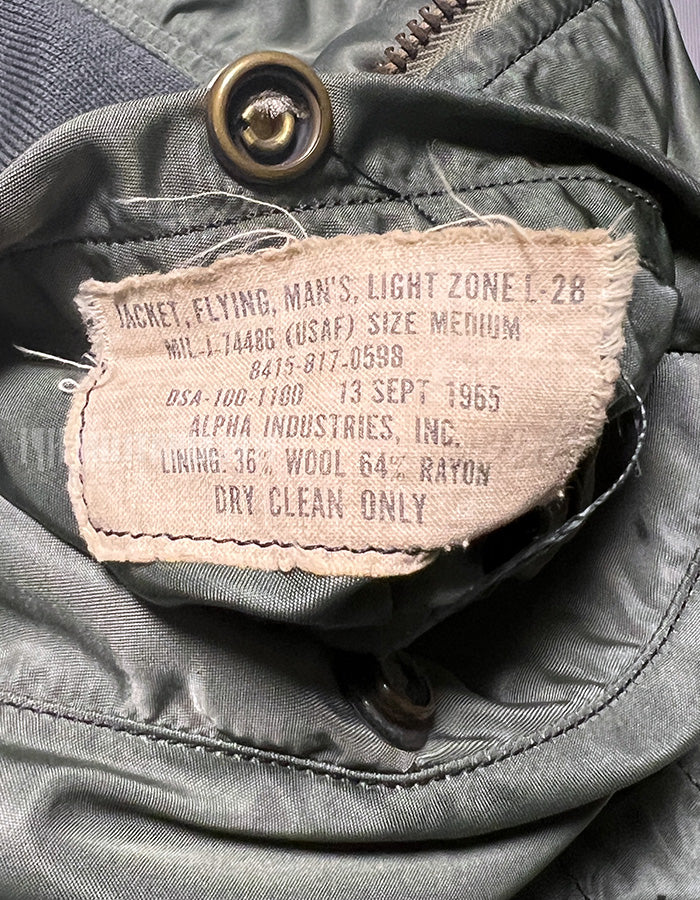 JACKET, FLYING, MAN'S, LIGHT ZONE L-2B
MIL-J-7448G (USAF) SIZE MEDIUM
8415-817-0598
DSA-100-1100 13 SEPT 1965
ALPHA INDUSTRIES, INC.
LINING: 36% WOOL 64% RAYON
DRY CLEAN ONLY